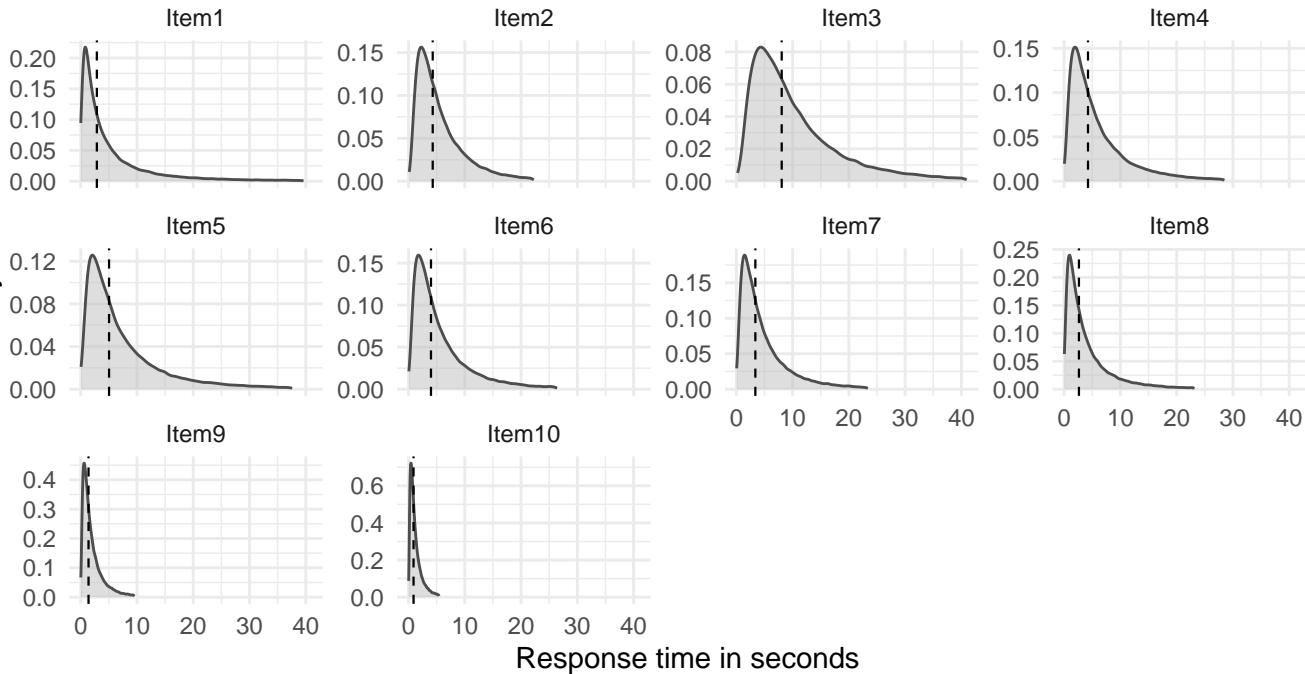 Item1 Item2 Item3 Item4
0.20 0.15 0.08 0.15
0.15 0.10 0.06 0.10
0.10 0.05 0.04 0.05
0.05 0.00 0.02 0.00
0.00 0.00
Item5 Item6 Item7 Item8
0.12 0.15 0.15 0.25
0.08 0.10 0.10 0.20
0.04 0.05 0.05 0.15
0.00 0.00 0.00 0.10
0.05
0.00
0 10 20 30 40 0 10 20 30 40
Item9 Item10
0.4 0.6
0.3 0.4
0.2 0.2
0.1 0.0
0.0
0 10 20 30 40 0 10 20 30 40
Response time in seconds